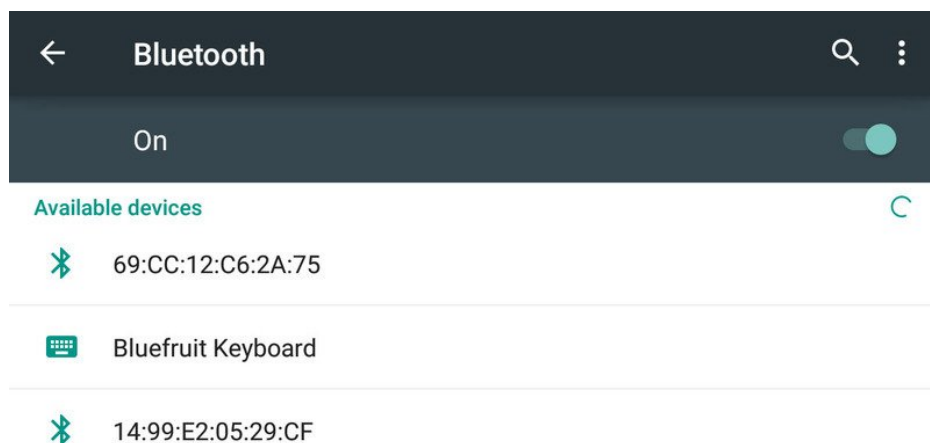 Bluetooth
On
Available devices
69:CC:12:C6:2A:75
Bluefruit Keyboard
14:99:E2:05:29:CF